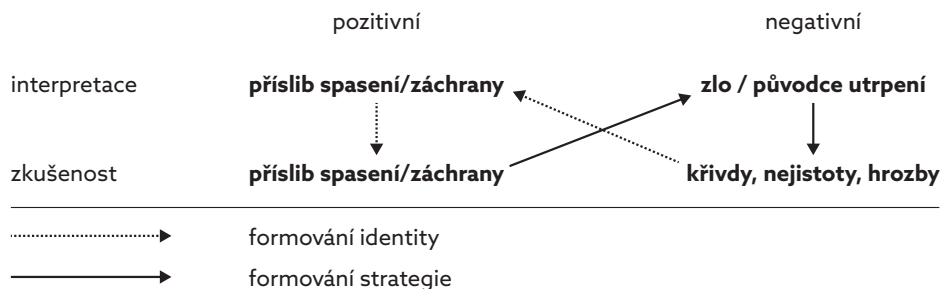 pozitivní negativní
interpretace příslib spasení/záchrany zlo / původce utrpení
zkušenost příslib spasení/záchrany křivdy, nejistoty, hrozby
formování identity
formování strategie